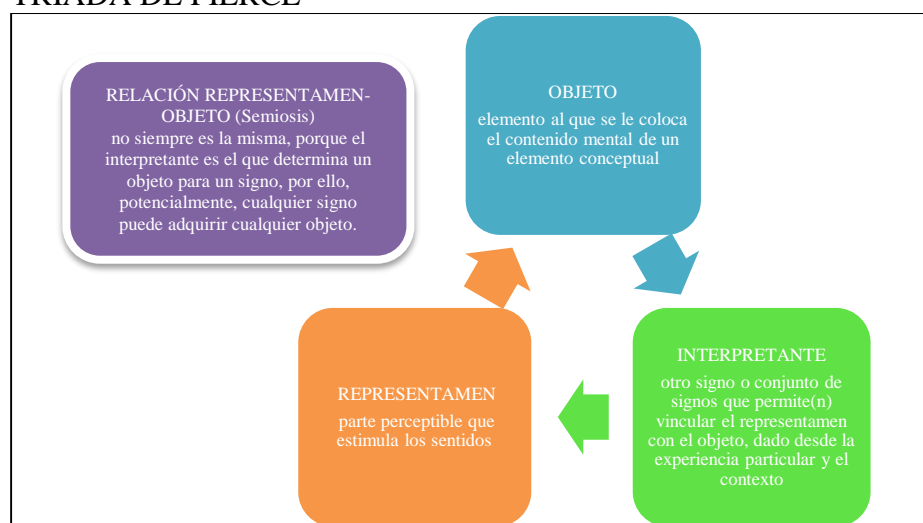 TRIADA DE PIERCE
RELACIÓN REPRESENTAMEN-
OBJETO (Semiosis)
no siempre es la misma, porque el
interpretante es el que determina un
objeto para un signo, por ello,
potencialmente, cualquier signo
puede adquirir cualquier objeto.
OBJETO
elemento al que se le coloca
el contenido mental de un
elemento conceptual
REPRESENTAMEN
parte perceptible que
estimula los sentidos
INTERPRETANTE
otro signo o conjunto de
signos que permite(n)
vincular el representamen
con el objeto, dado desde la
experiencia particular y el
contexto